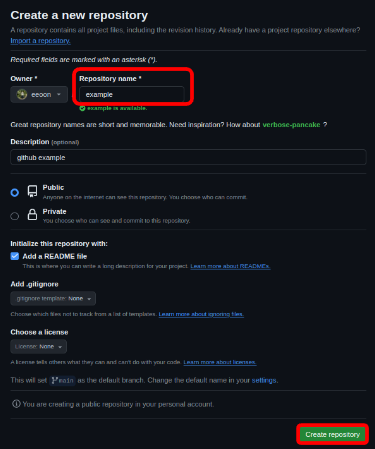 Create a new repository
A repository contains all project files, including the revision history. Already have a project repository elsewhere?
Import a repository.
Required fields are marked with an asterisk (*).
Owner *
Repository name *
eeoon
example
example is available.
Great repository names are short and memorable. Need inspiration? How about verbose-pancake ?
Description (optional)
github example
Public
Anyone on the internet can see this repository. You choose who can commit.
Private
You choose who can see and commit to this repository.
Initialize this repository with:
Add a README file
This is where you can write a long description for your project. Learn more about READMEs.
Add .gitignore
.gitignore template: None
Choose which files not to track from a list of templates. Learn more about ignoring files.
Choose a license
License: None
A license tells others what they can and can't do with your code. Learn more about licenses.
This will set main as the default branch. Change the default name in your settings.
You are creating a public repository in your personal account.
Create repository